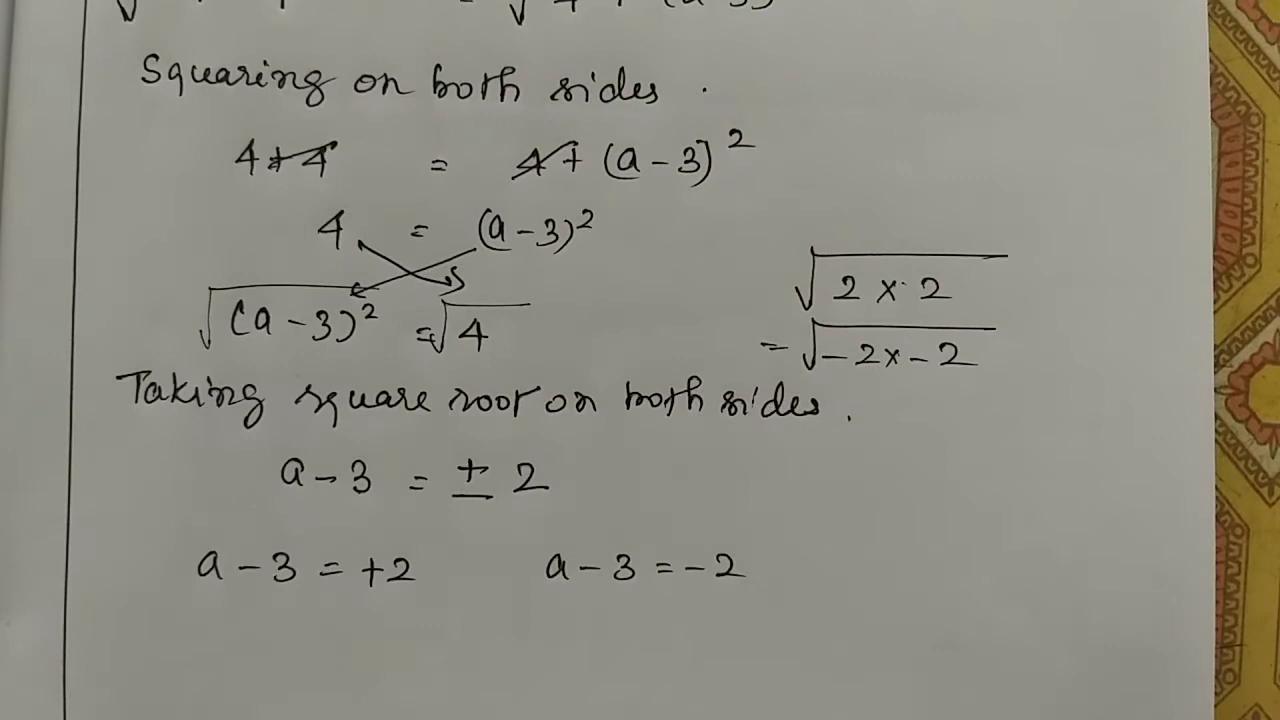 Squaring on both sides .
4 + 4 = 4 + (a - 3)²
4 = (a - 3)²
√(a - 3)² = √4
√2 x 2
= √-2 x - 2
Taking square root on both sides .
a - 3 = ± 2
a - 3 = +2 a - 3 = - 2